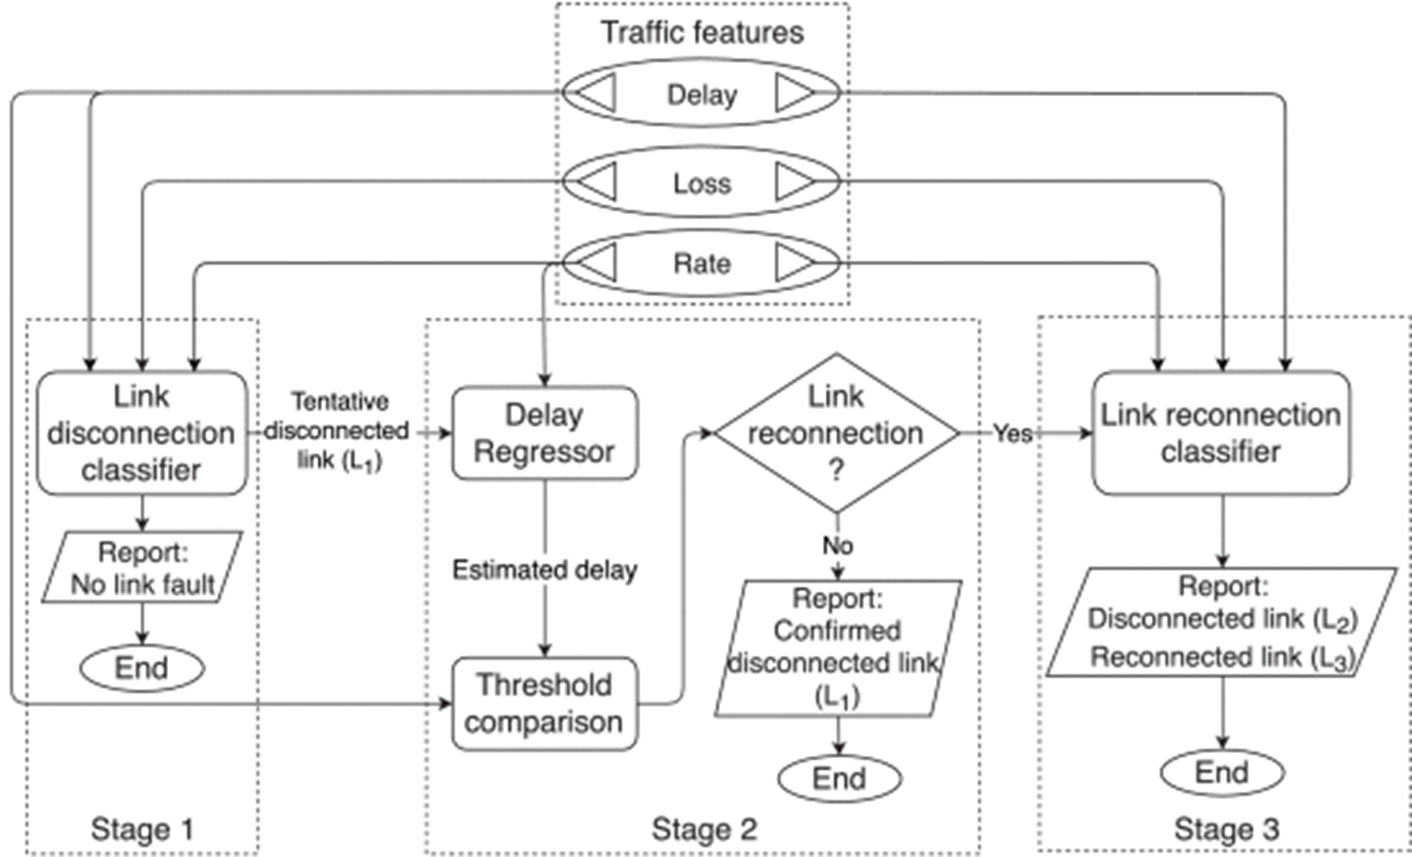 Traffic features
Delay
Loss
Rate
Link
disconnection
classifier
Report:
No link fault
End
Stage 1
Tentative
disconnected
link (L₁)
Delay
Regressor
Estimated delay
Threshold
comparison
Link
reconnection
?
No
Report:
Confirmed
disconnected link
(L₁)
End
Stage 2
Yes
Link reconnection
classifier
Report:
Disconnected link (L₂)
Reconnected link (L₃)
End
Stage 3